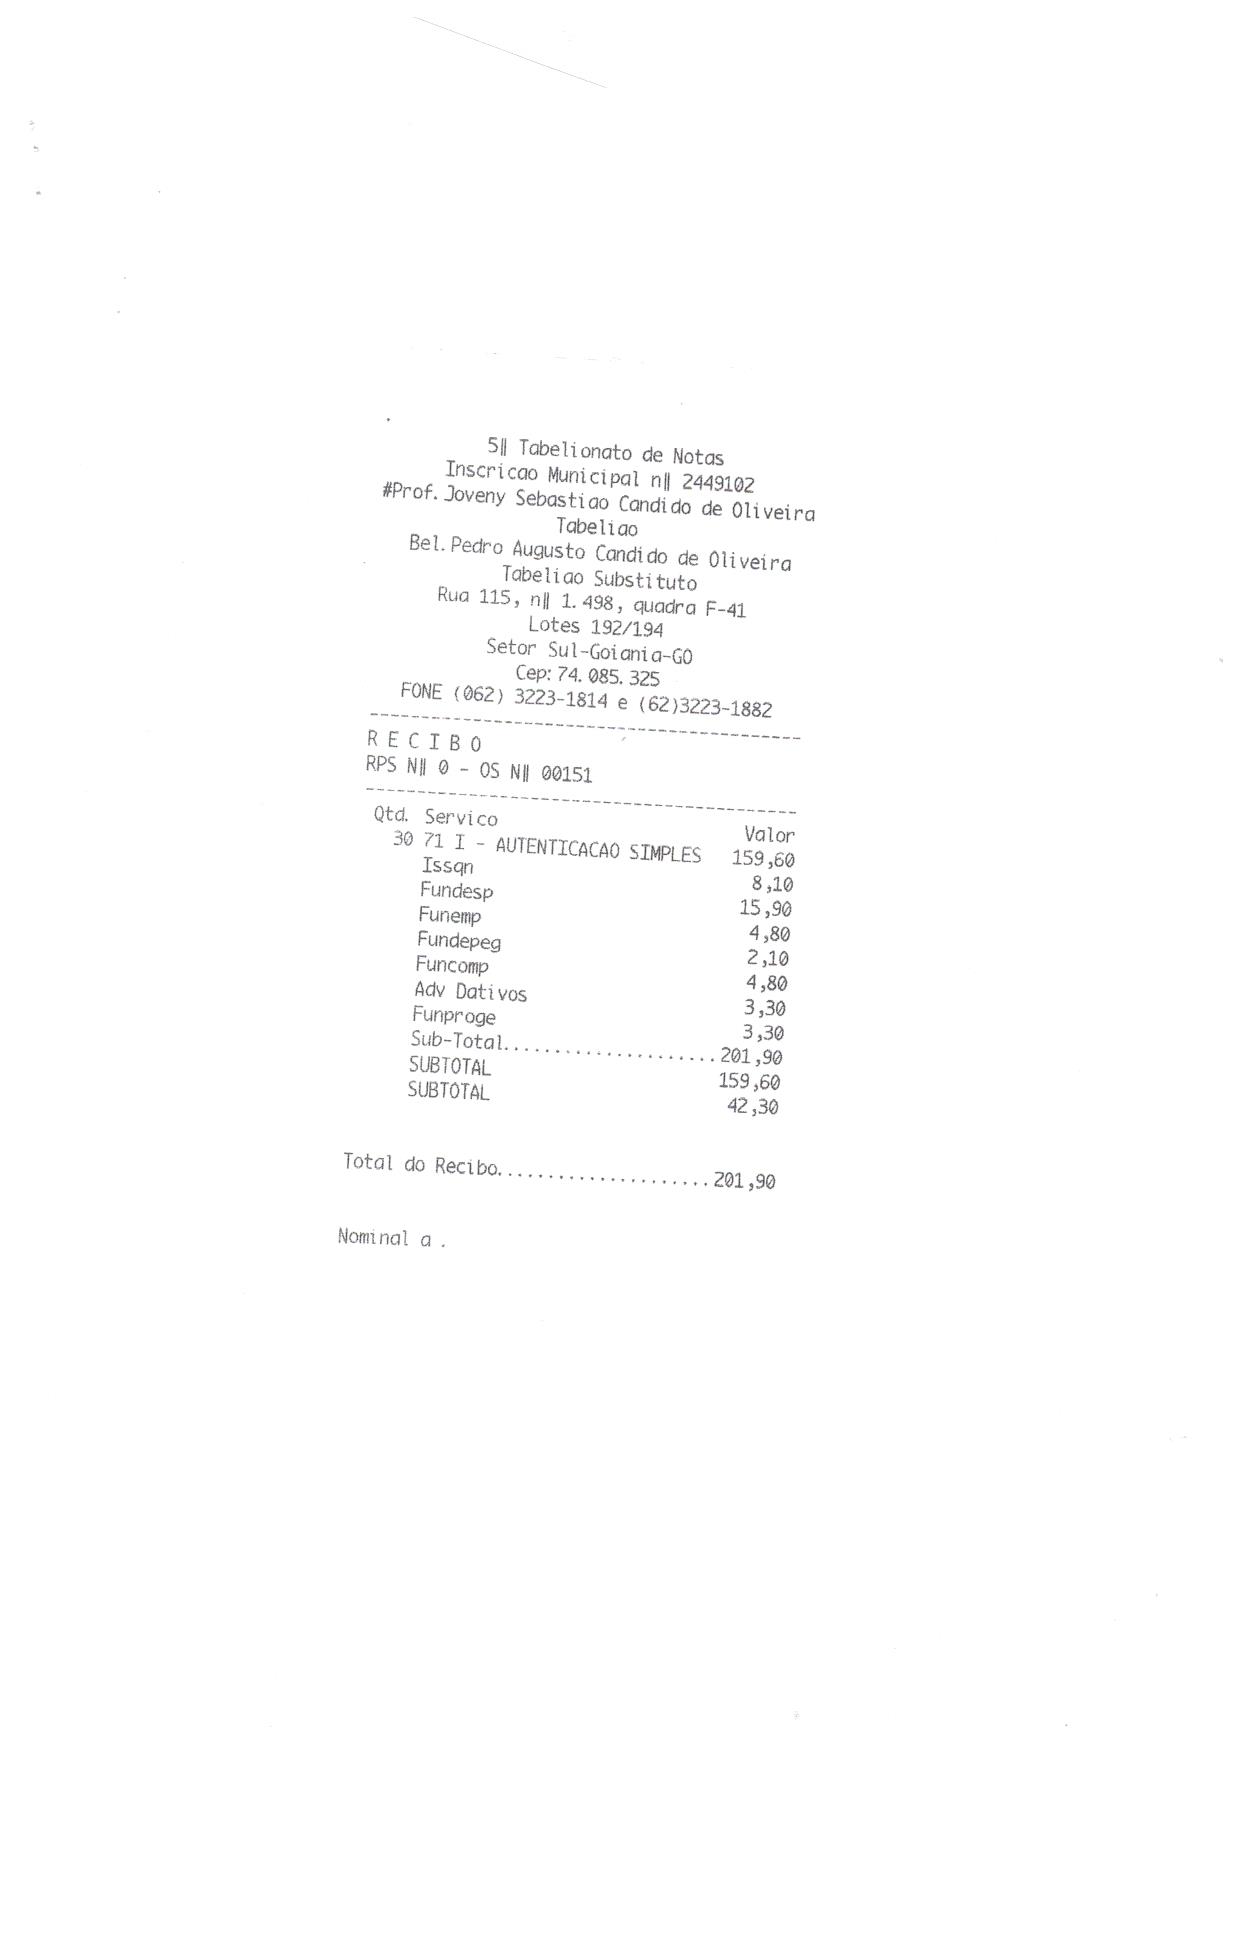 5‖ Tabelionato de Notas
Inscricao Municipal n‖ 2449102
#Prof. Joveny Sebastiao Candido de Oliveira
Tabeliao
Bel. Pedro Augusto Candido de Oliveira
Tabeliao Substituto
Rua 115, n‖ 1.498, quadra F-41
Lotes 192/194
Setor Sul-Goiania-GO
Cep: 74.085.325
FONE (062) 3223-1814 e (62)3223-1882
------------------------------------------
R E C I B O
RPS N‖ 0 - OS N‖ 00151
------------------------------------------
Qtd. Servico Valor
30 71 I - AUTENTICACAO SIMPLES 159,60
Issqn 8,10
Fundesp 15,90
Funemp 4,80
Fundepeg 2,10
Funcomp 4,80
Adv Dativos 3,30
Funproge 3,30
Sub-Total.....................201,90
SUBTOTAL 159,60
SUBTOTAL 42,30
Total do Recibo.....................201,90
Nominal a .